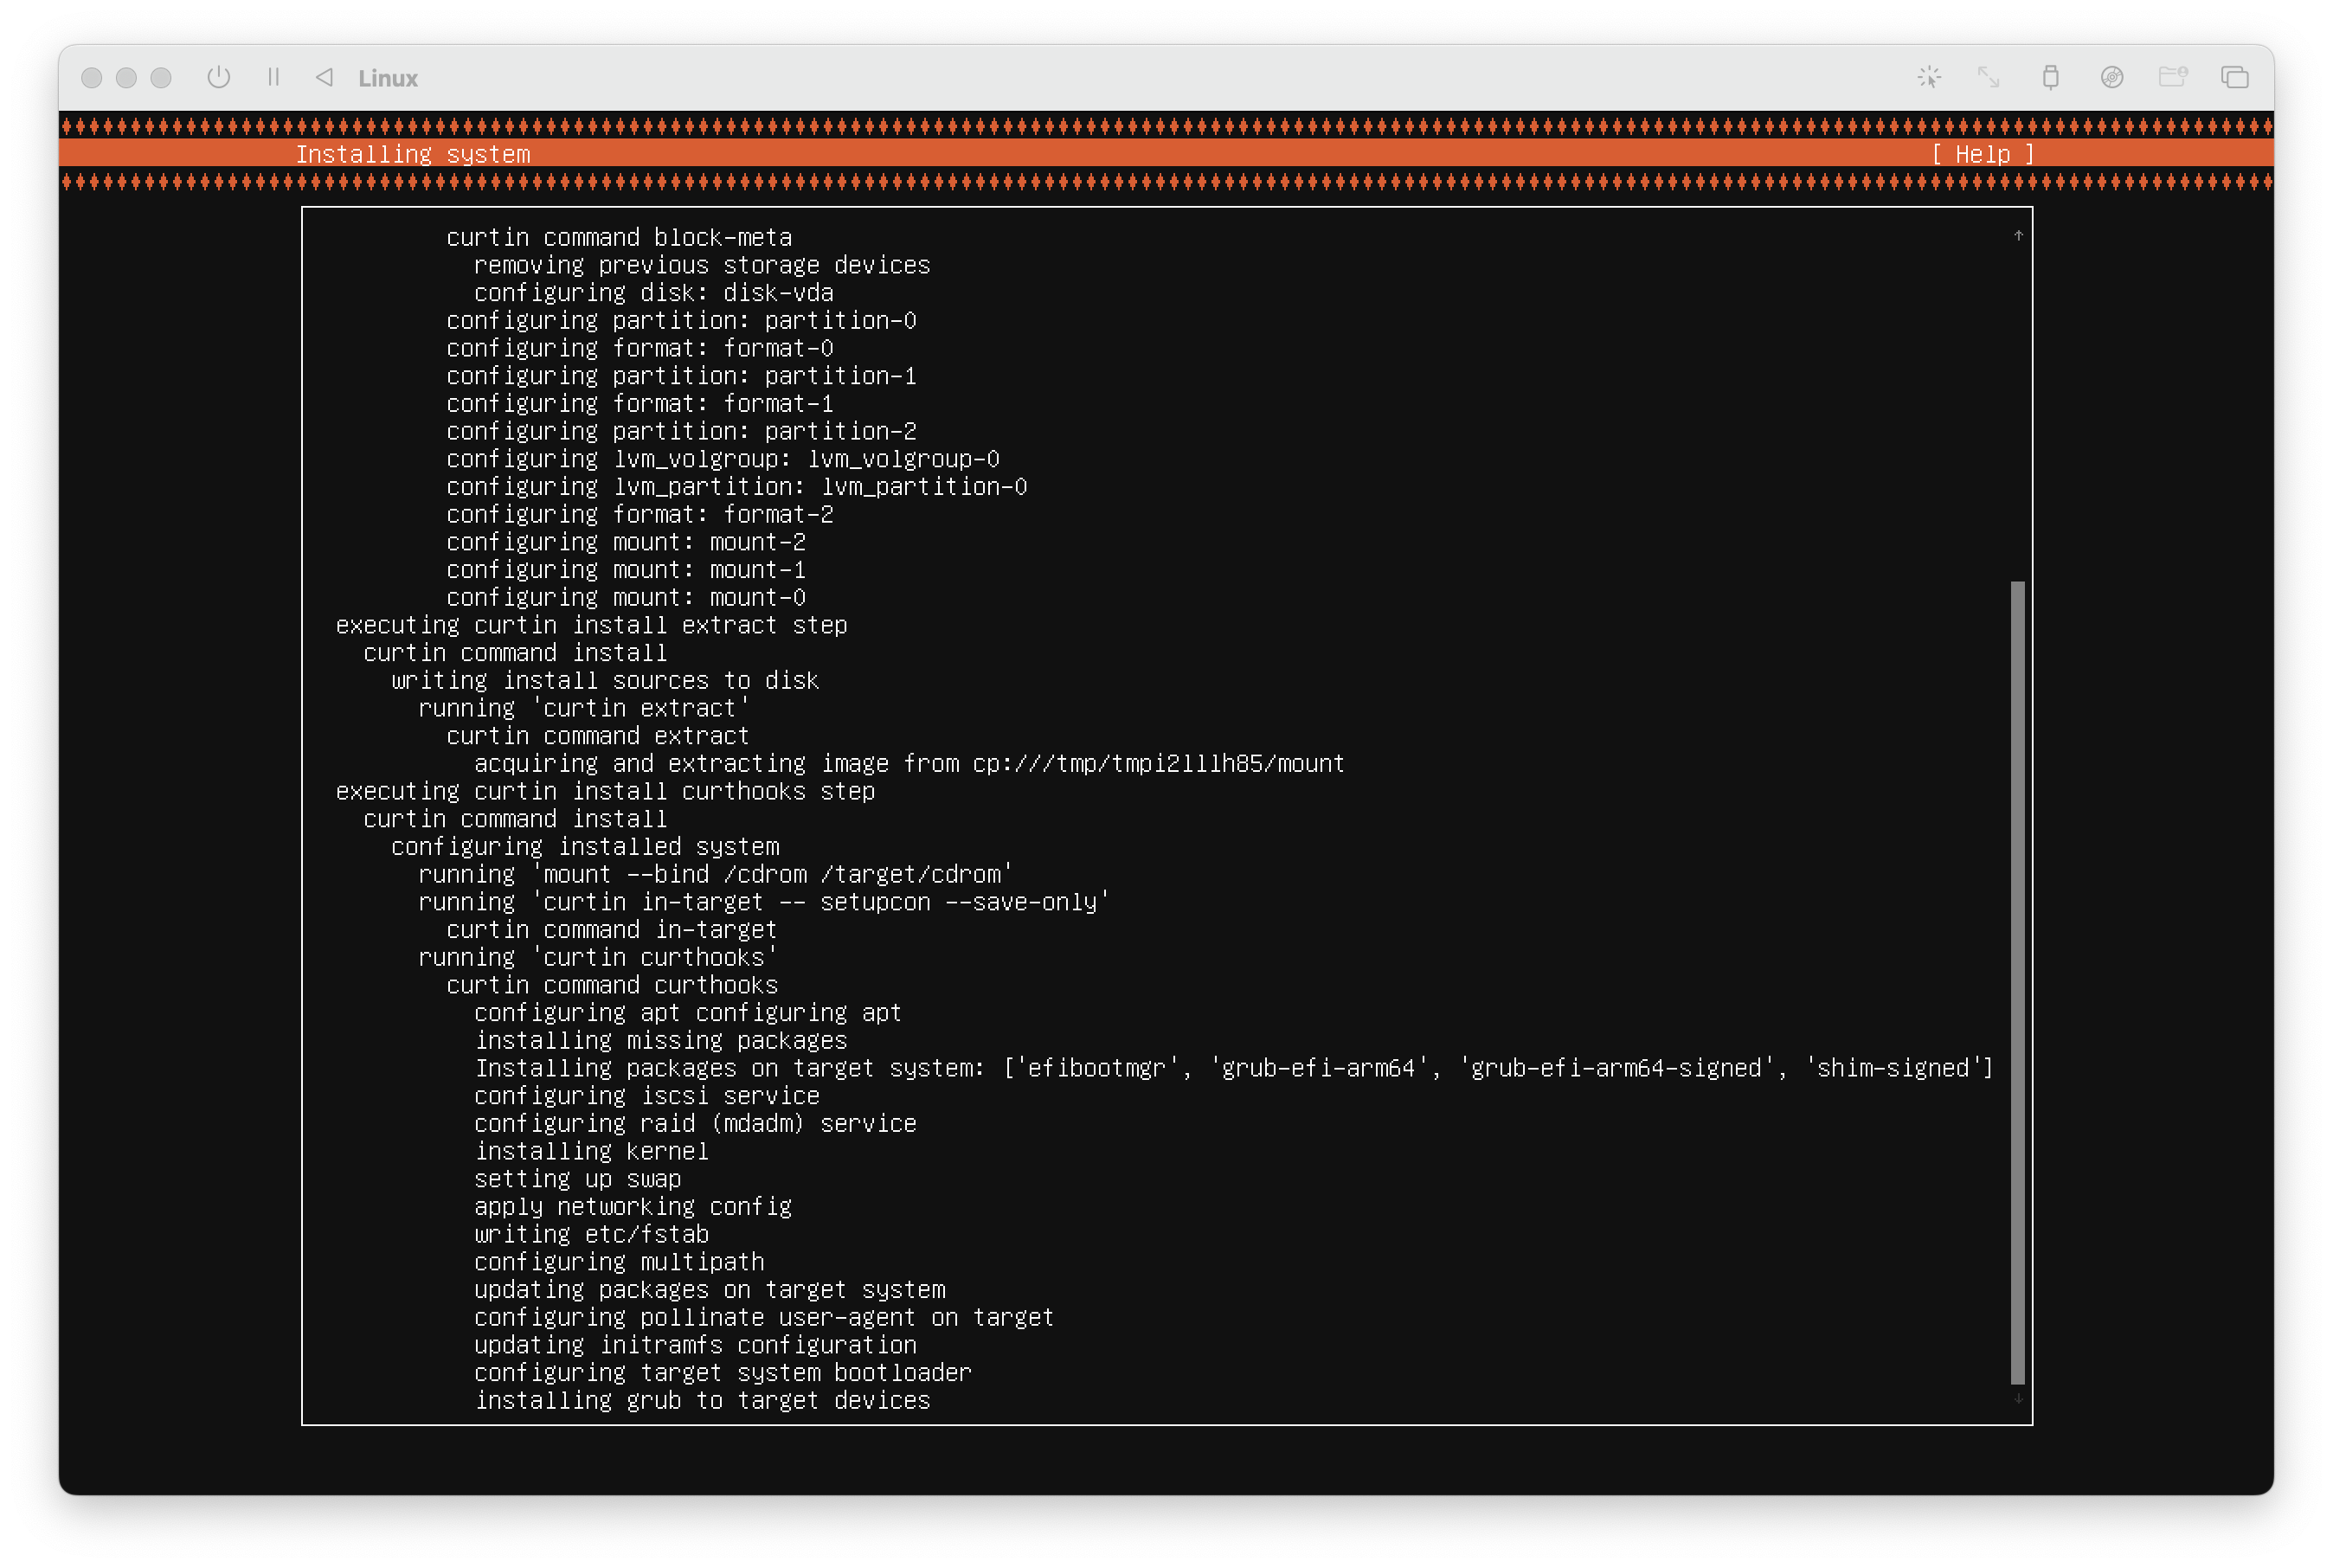 Linux
Installing system [ Help ]
curtin command block-meta
removing previous storage devices
configuring disk: disk-vda
configuring partition: partition-0
configuring format: format-0
configuring partition: partition-1
configuring format: format-1
configuring partition: partition-2
configuring lvm_volgroup: lvm_volgroup-0
configuring lvm_partition: lvm_partition-0
configuring format: format-2
configuring mount: mount-2
configuring mount: mount-1
configuring mount: mount-0
executing curtin install extract step
curtin command install
writing install sources to disk
running 'curtin extract'
curtin command extract
acquiring and extracting image from cp:///tmp/tmpi2lllh85/mount
executing curtin install curthooks step
curtin command install
configuring installed system
running 'mount --bind /cdrom /target/cdrom'
running 'curtin in-target -- setupcon --save-only'
curtin command in-target
running 'curtin curthooks'
curtin command curthooks
configuring apt configuring apt
installing missing packages
Installing packages on target system: ['efibootmgr', 'grub-efi-arm64', 'grub-efi-arm64-signed', 'shim-signed']
configuring iscsi service
configuring raid (mdadm) service
installing kernel
setting up swap
apply networking config
writing etc/fstab
configuring multipath
updating packages on target system
configuring pollinate user-agent on target
updating initramfs configuration
configuring target system bootloader
installing grub to target devices